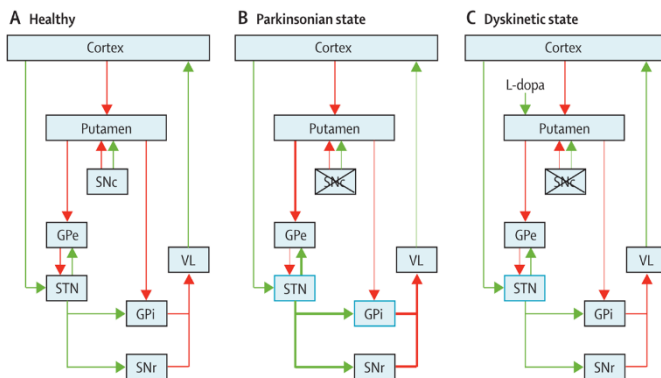 A Healthy
Cortex
Putamen
SNc
GPe
STN
VL
GPi
SNr
B Parkinsonian state
Cortex
Putamen
SNc
GPe
STN
VL
GPi
SNr
C Dyskinetic state
Cortex
L-dopa
Putamen
SNc
GPe
STN
VL
GPi
SNr